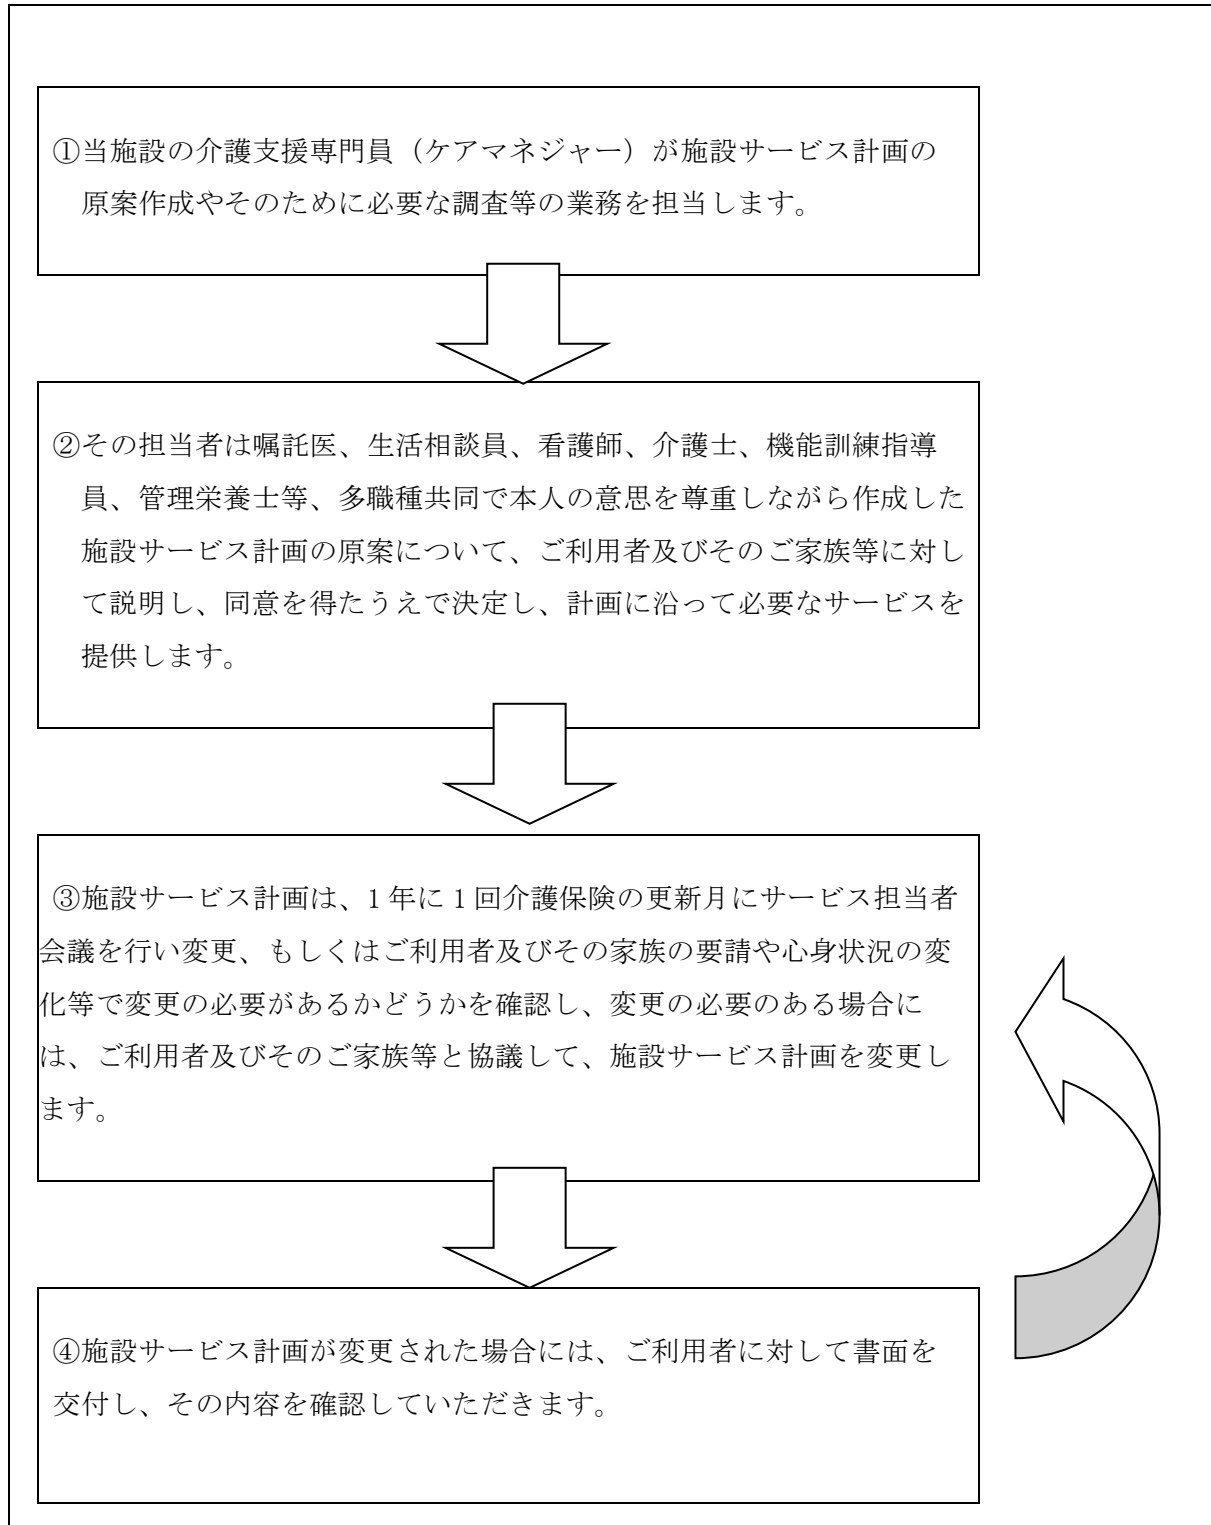 ①当施設の介護支援専門員（ケアマネジャー）が施設サービス計画の
原案作成やそのために必要な調査等の業務を担当します。
②その担当者は嘱託医、生活相談員、看護師、介護士、機能訓練指導
員、管理栄養士等、多職種共同で本人の意思を尊重しながら作成した
施設サービス計画の原案について、ご利用者及びそのご家族等に対し
て説明し、同意を得たうえで決定し、計画に沿って必要なサービスを
提供します。
③施設サービス計画は、1 年に 1 回介護保険の更新月にサービス担当者
会議を行い変更、もしくはご利用者及びその家族の要請や心身状況の変
化等で変更の必要があるかどうかを確認し、変更の必要のある場合に
は、ご利用者及びそのご家族等と協議して、施設サービス計画を変更し
ます。
④施設サービス計画が変更された場合には、ご利用者に対して書面を
交付し、その内容を確認していただきます。